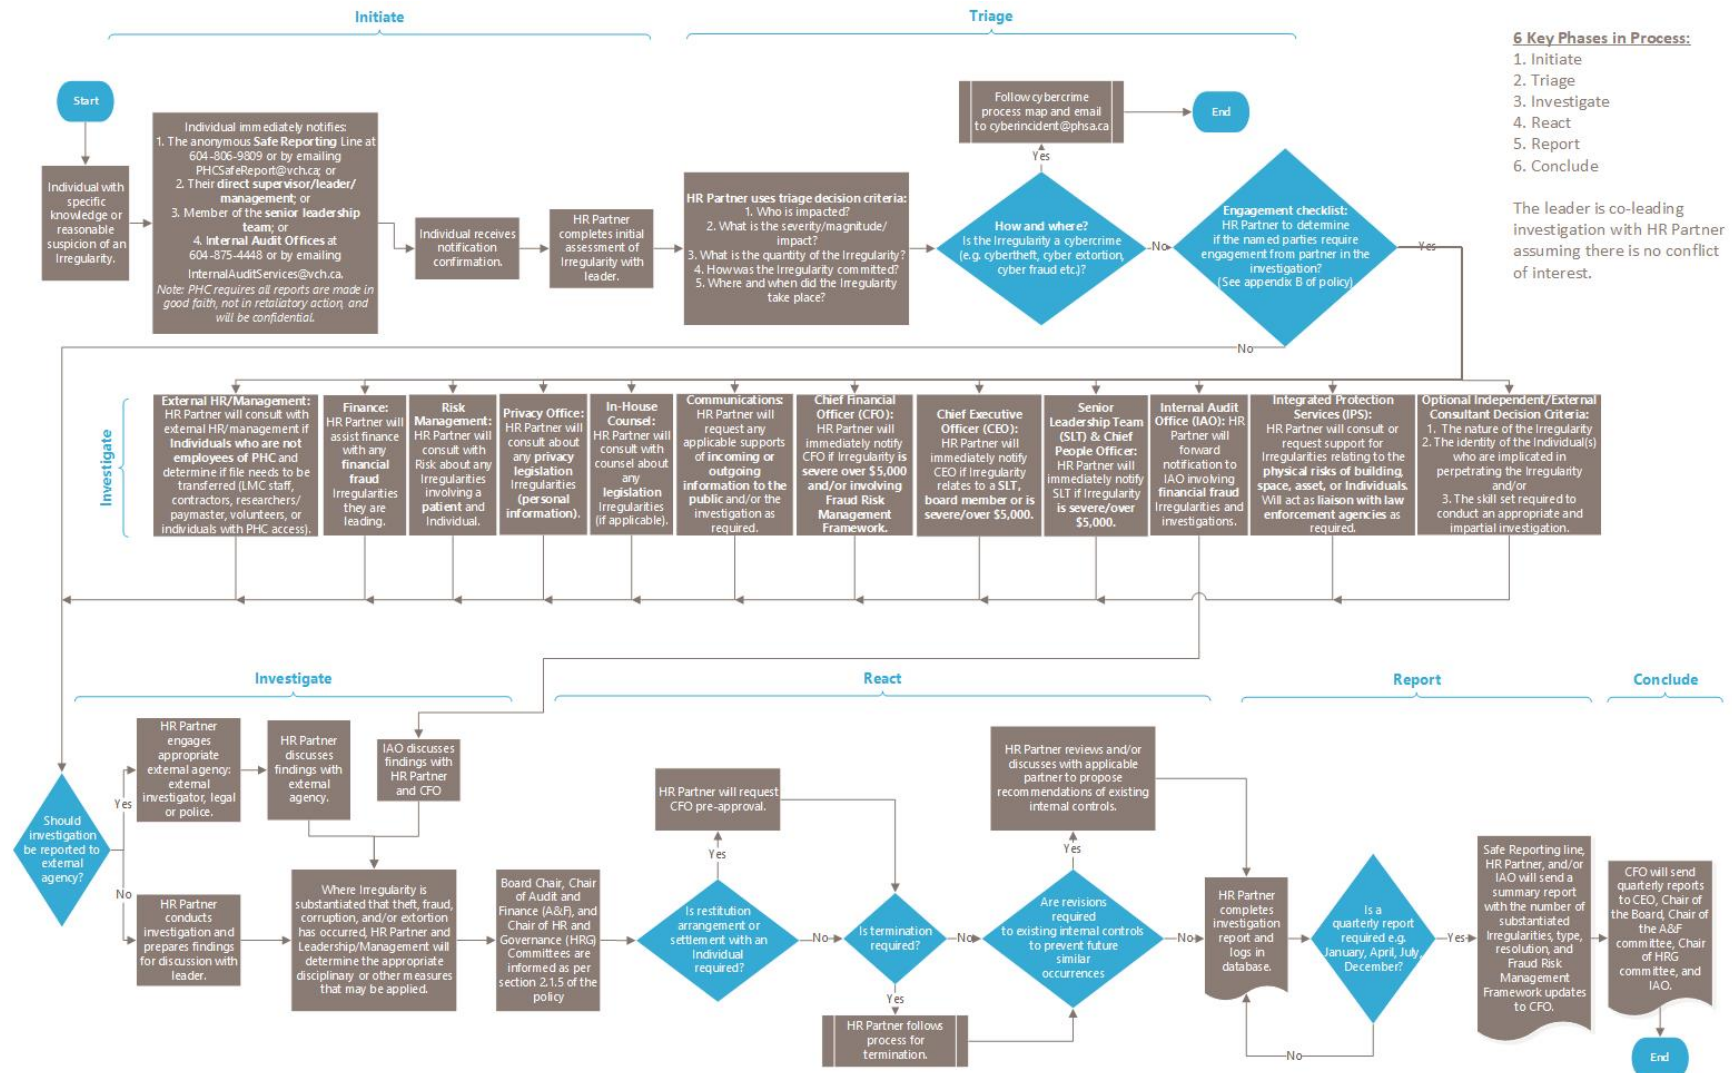 Initiate
Triage
6 Key Phases in Process:
1. Initiate
2. Triage
3. Investigate
4. React
5. Report
6. Conclude
The leader is co-leading
investigation with HR Partner
assuming there is no conflict
of interest.
Start
Individual with
specific
knowledge or
reasonable
suspicion of an
Irregularity.
Individual immediately notifies:
1. The anonymous Safe Reporting Line at
604-806-9809 or by emailing
PHCSafeReport@vch.ca; or
2. Their direct supervisor/leader/
management; or
3. Member of the senior leadership
team; or
4. Internal Audit Offices at
604-875-4448 or by emailing
InternalAuditServices@vch.ca.
Note: PHC requires all reports are made in
good faith, not in retaliatory action, and
will be confidential.
Individual receives
notification
confirmation.
HR Partner
completes initial
assessment of
Irregularity with
leader.
HR Partner uses triage decision criteria:
1. Who is impacted?
2. What is the severity/magnitude/
impact?
3. What is the quantity of the Irregularity?
4. How was the Irregularity committed?
5. Where and when did the Irregularity
take place?
Follow cybercrime
process map and email
to cyberincident@phsa.ca
End
Yes
How and where?
Is the Irregularity a cybercrime
(e.g. cybertheft, cyber extortion,
cyber fraud etc.)?
No
Engagement checklist:
HR Partner to determine
if the named parties require
engagement from partner in the
investigation?
(See appendix B of policy)
Yes
No
Investigate
External HR/Management:
HR Partner will consult with
external HR/management if
Individuals who are not
employees of PHC and
determine if file needs to be
transferred (LMC staff,
contractors, researchers/
paymaster, volunteers, or
individuals with PHC access).
Finance:
HR Partner will
assist finance
with any
financial
fraud
Irregularities
they are
leading.
Risk
Management:
HR Partner will
consult with
Risk about any
Irregularities
involving a
patient and
Individual.
Privacy Office:
HR Partner will
consult about
any privacy
legislation
Irregularities
(personal
information).
In-House
Counsel:
HR Partner will
consult with
counsel about
any
legislation
Irregularities
(if applicable).
Communications:
HR Partner will
request any
applicable supports
of incoming or
outgoing
information to the
public and/or the
investigation as
required.
Chief Financial
Officer (CFO):
HR Partner will
immediately notify
CFO if Irregularity is
severe over $5,000
and/or involving
Fraud Risk
Management
Framework.
Chief Executive
Officer (CEO):
HR Partner will
immediately notify
CEO if Irregularity
relates to a SLT,
board member or is
severe/over $5,000.
Senior
Leadership Team
(SLT) & Chief
People Officer:
HR Partner will
immediately notify
SLT if Irregularity
is severe/over
$5,000.
Internal Audit
Office (IAO): HR
Partner will
forward
notification to
IAO involving
financial fraud
Irregularities and
investigations.
Integrated Protection
Services (IPS):
HR Partner will consult or
request support for
Irregularities relating to the
physical risks of building,
space, asset, or Individuals.
Will act as liaison with law
enforcement agencies as
required.
Optional Independent/External
Consultant Decision Criteria:
1. The nature of the Irregularity
2. The identity of the Individual(s)
who are implicated in
perpetrating the Irregularity
and/or
3. The skill set required to
conduct an appropriate and
impartial investigation.
Investigate
React
Report
Conclude
Should
investigation
be reported to
external
agency?
Yes
No
HR Partner
engages
appropriate
external agency:
external
investigator, legal
or police.
HR Partner
discusses
findings with
external
agency.
IAO discusses
findings with
HR Partner
and CFO
HR Partner
conducts
investigation and
prepares findings
for discussion with
leader.
Where Irregularity is
substantiated that theft, fraud,
corruption, and/or extortion
has occurred, HR Partner and
Leadership/Management will
determine the appropriate
disciplinary or other measures
that may be applied.
Board Chair, Chair
of Audit and
Finance (A&F), and
Chair of HR and
Governance (HRG)
Committees are
informed as per
section 2.1.5 of the
policy
HR Partner will request
CFO pre-approval.
Yes
Is restitution
arrangement or
settlement with an
Individual required?
No
Is termination
required?
No
Yes
HR Partner follows
process for
termination.
HR Partner reviews and/or
discusses with applicable
partner to propose
recommendations of existing
internal controls.
Yes
Are revisions
required
to existing internal controls
to prevent future
similar
occurrences
No
HR Partner
completes
investigation
report and
logs in
database.
Is a
quarterly report
required e.g.
January, April, July,
December?
Yes
No
Safe Reporting line,
HR Partner, and/or
IAO will send a
summary report
with the number of
substantiated
Irregularities, type,
resolution, and
Fraud Risk
Management
Framework updates
to CFO.
CFO will send
quarterly reports
to CEO, Chair of
the Board, Chair of
the A&F
committee, Chair
of HRG
committee, and
IAO.
End